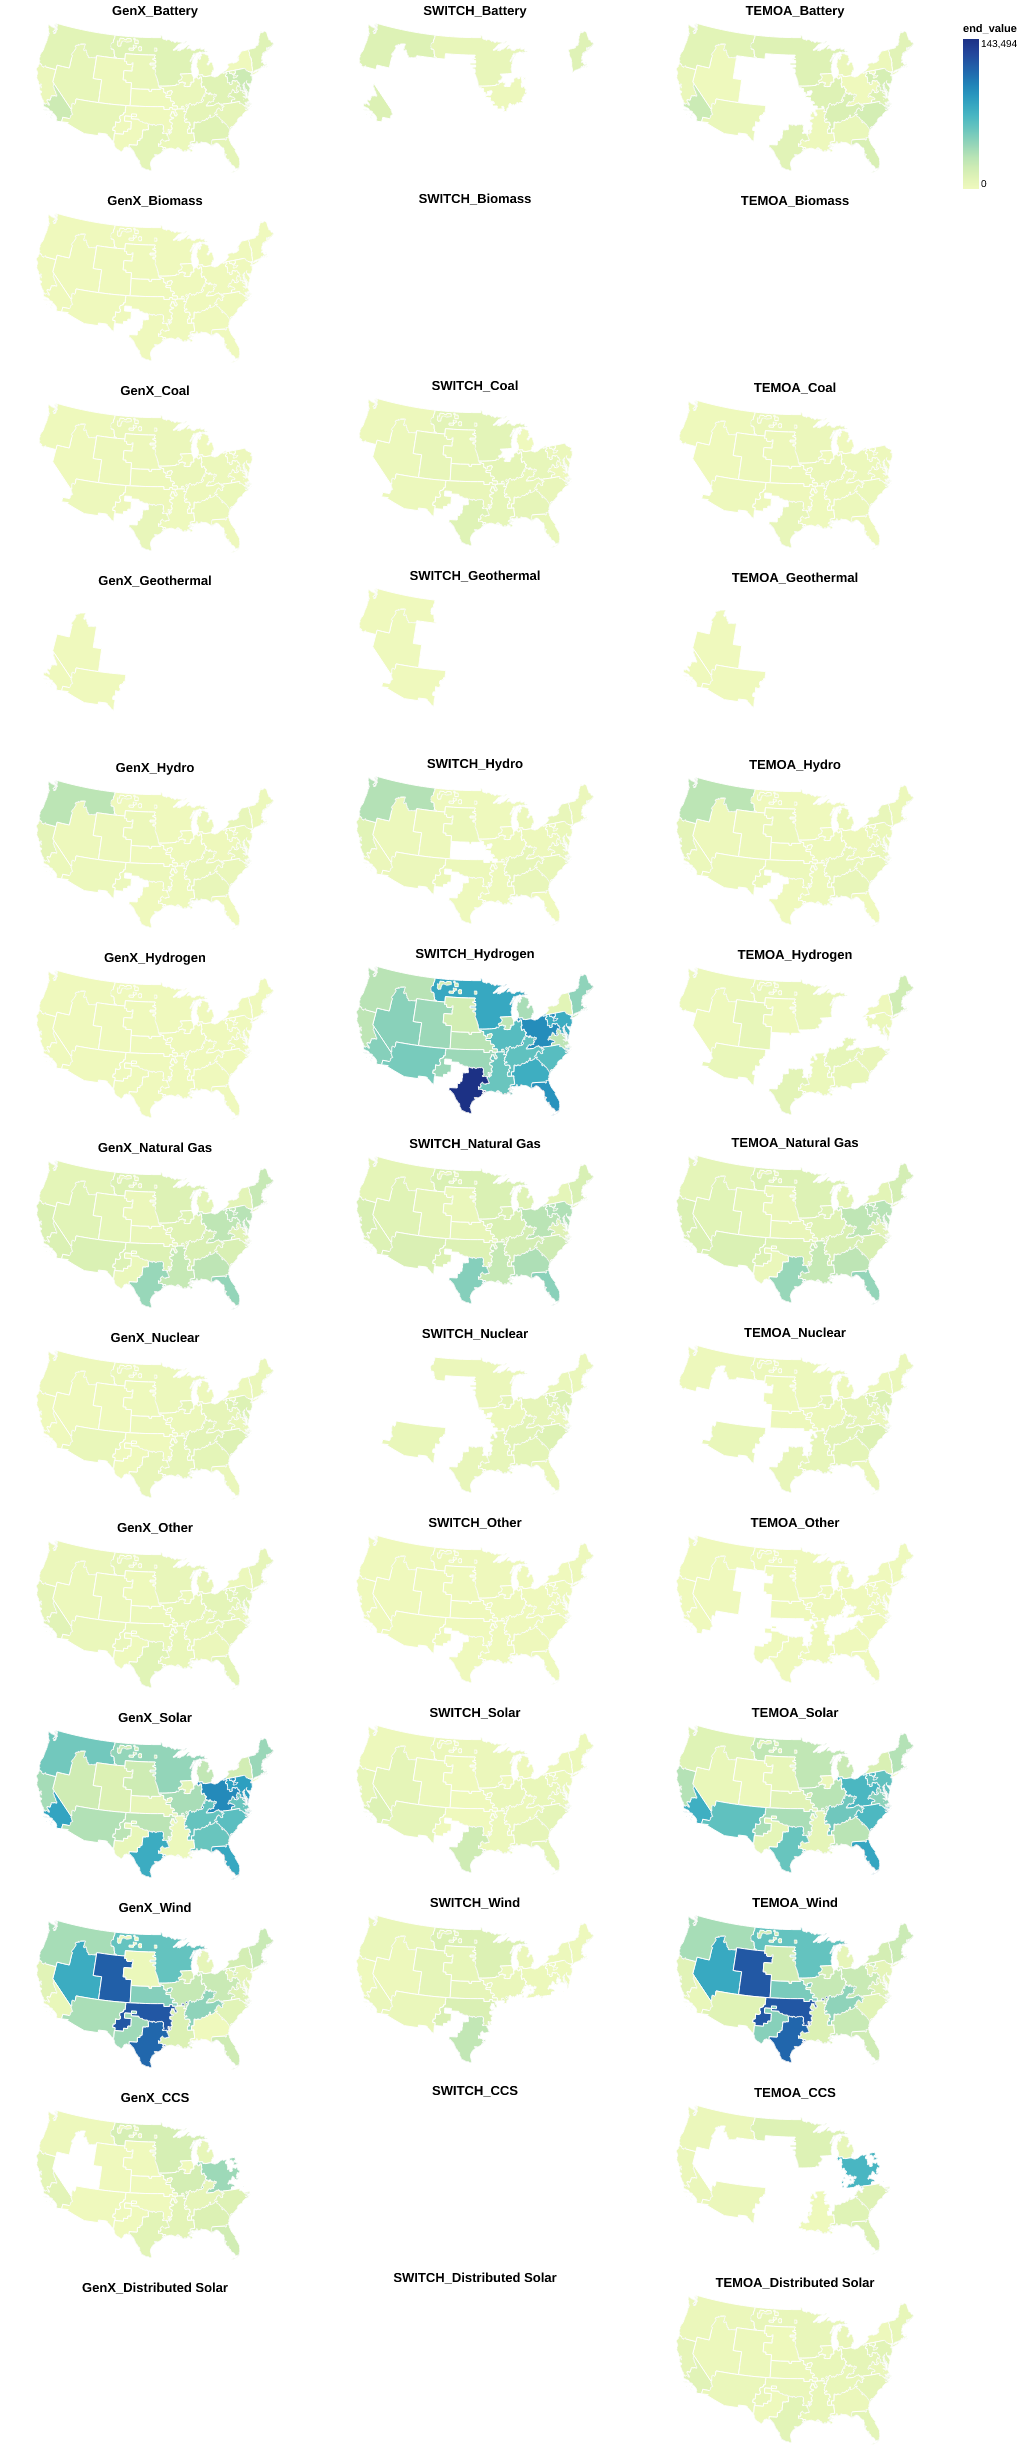 GenX_Battery SWITCH_Battery TEMOA_Battery
end_value
143,494
0
GenX_Biomass SWITCH_Biomass TEMOA_Biomass
GenX_Coal SWITCH_Coal TEMOA_Coal
GenX_Geothermal SWITCH_Geothermal TEMOA_Geothermal
GenX_Hydro SWITCH_Hydro TEMOA_Hydro
GenX_Hydrogen SWITCH_Hydrogen TEMOA_Hydrogen
GenX_Natural Gas SWITCH_Natural Gas TEMOA_Natural Gas
GenX_Nuclear SWITCH_Nuclear TEMOA_Nuclear
GenX_Other SWITCH_Other TEMOA_Other
GenX_Solar SWITCH_Solar TEMOA_Solar
GenX_Wind SWITCH_Wind TEMOA_Wind
GenX_CCS SWITCH_CCS TEMOA_CCS
GenX_Distributed Solar SWITCH_Distributed Solar TEMOA_Distributed Solar